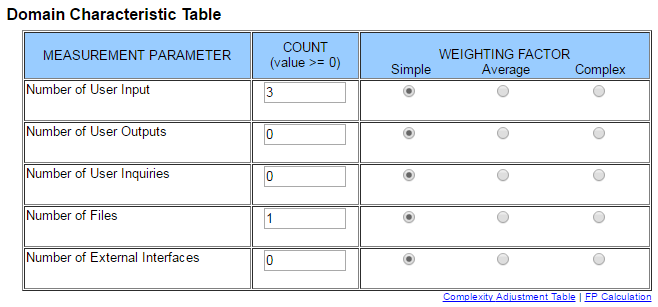 Domain Characteristic Table
MEASUREMENT PARAMETER
COUNT
(value >= 0)
WEIGHTING FACTOR
Simple Average Complex
Number of User Input 3
Number of User Outputs 0
Number of User Inquiries 0
Number of Files 1
Number of External Interfaces 0
Complexity Adjustment Table | FP Calculation